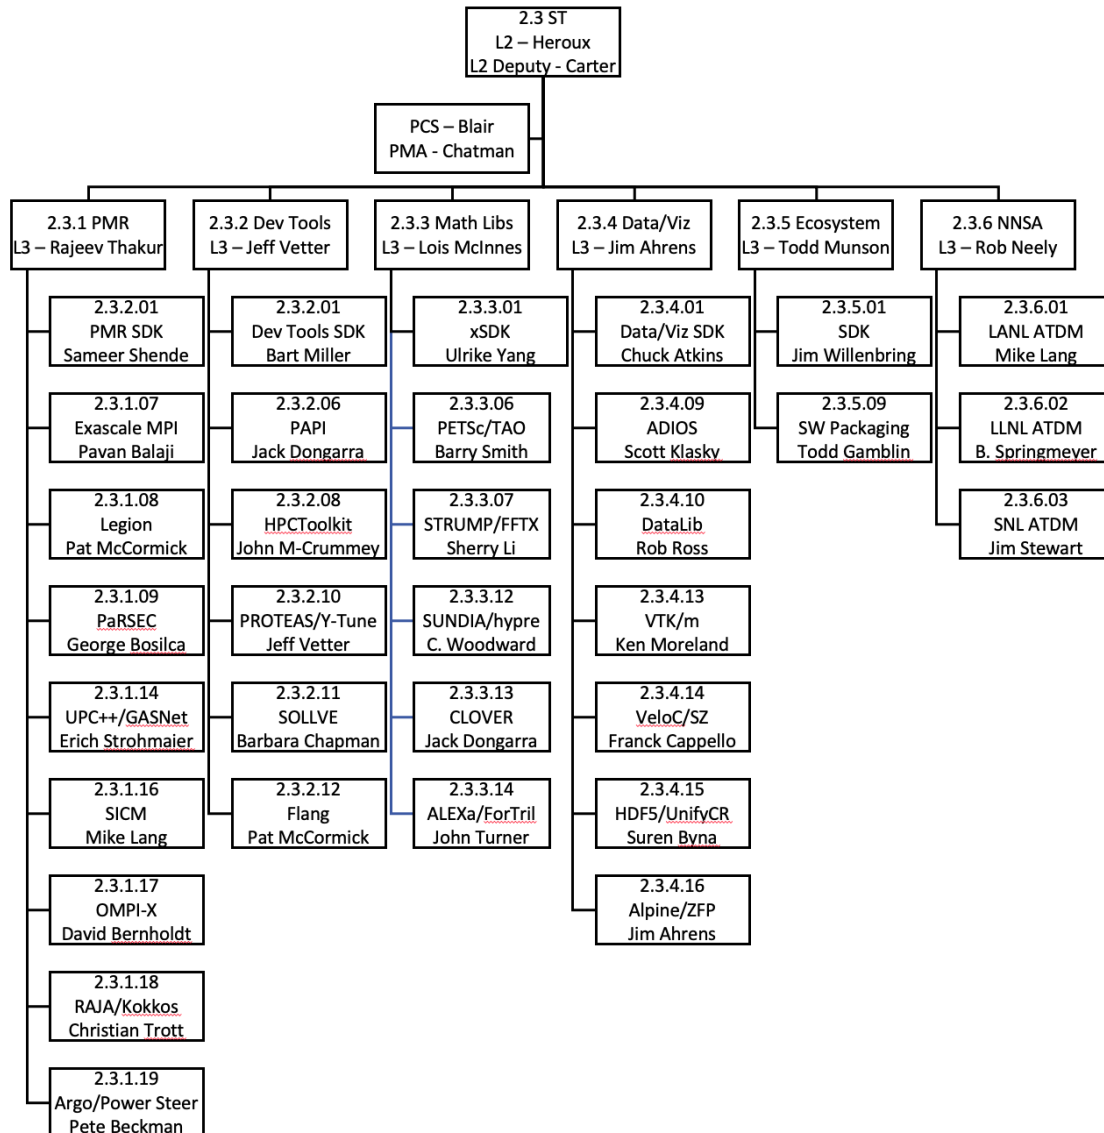 2.3 ST
L2 – Heroux
L2 Deputy - Carter
PCS – Blair
PMA - Chatman
2.3.1 PMR
L3 – Rajeev Thakur
2.3.2 Dev Tools
L3 – Jeff Vetter
2.3.3 Math Libs
L3 – Lois McInnes
2.3.4 Data/Viz
L3 – Jim Ahrens
2.3.5 Ecosystem
L3 – Todd Munson
2.3.6 NNSA
L3 – Rob Neely
2.3.2.01
PMR SDK
Sameer Shende
2.3.1.07
Exascale MPI
Pavan Balaji
2.3.1.08
Legion
Pat McCormick
2.3.1.09
PaRSEC
George Bosilca
2.3.1.14
UPC++/GASNet
Erich Strohmaier
2.3.1.16
SICM
Mike Lang
2.3.1.17
OMPI-X
David Bernholdt
2.3.1.18
RAJA/Kokkos
Christian Trott
2.3.1.19
Argo/Power Steer
Pete Beckman
2.3.2.01
Dev Tools SDK
Bart Miller
2.3.2.06
PAPI
Jack Dongarra
2.3.2.08
HPCToolkit
John M-Crummey
2.3.2.10
PROTEAS/Y-Tune
Jeff Vetter
2.3.2.11
SOLLVE
Barbara Chapman
2.3.2.12
Flang
Pat McCormick
2.3.3.01
xSDK
Ulrike Yang
2.3.3.06
PETSc/TAO
Barry Smith
2.3.3.07
STRUMP/FFTX
Sherry Li
2.3.3.12
SUNDIA/hypre
C. Woodward
2.3.3.13
CLOVER
Jack Dongarra
2.3.3.14
ALEXa/ForTril
John Turner
2.3.4.01
Data/Viz SDK
Chuck Atkins
2.3.4.09
ADIOS
Scott Klasky
2.3.4.10
DataLib
Rob Ross
2.3.4.13
VTK/m
Ken Moreland
2.3.4.14
VeloC/SZ
Franck Cappello
2.3.4.15
HDF5/UnifyCR
Suren Byna
2.3.4.16
Alpine/ZFP
Jim Ahrens
2.3.5.01
SDK
Jim Willenbring
2.3.5.09
SW Packaging
Todd Gamblin
2.3.6.01
LANL ATDM
Mike Lang
2.3.6.02
LLNL ATDM
B. Springmeyer
2.3.6.03
SNL ATDM
Jim Stewart